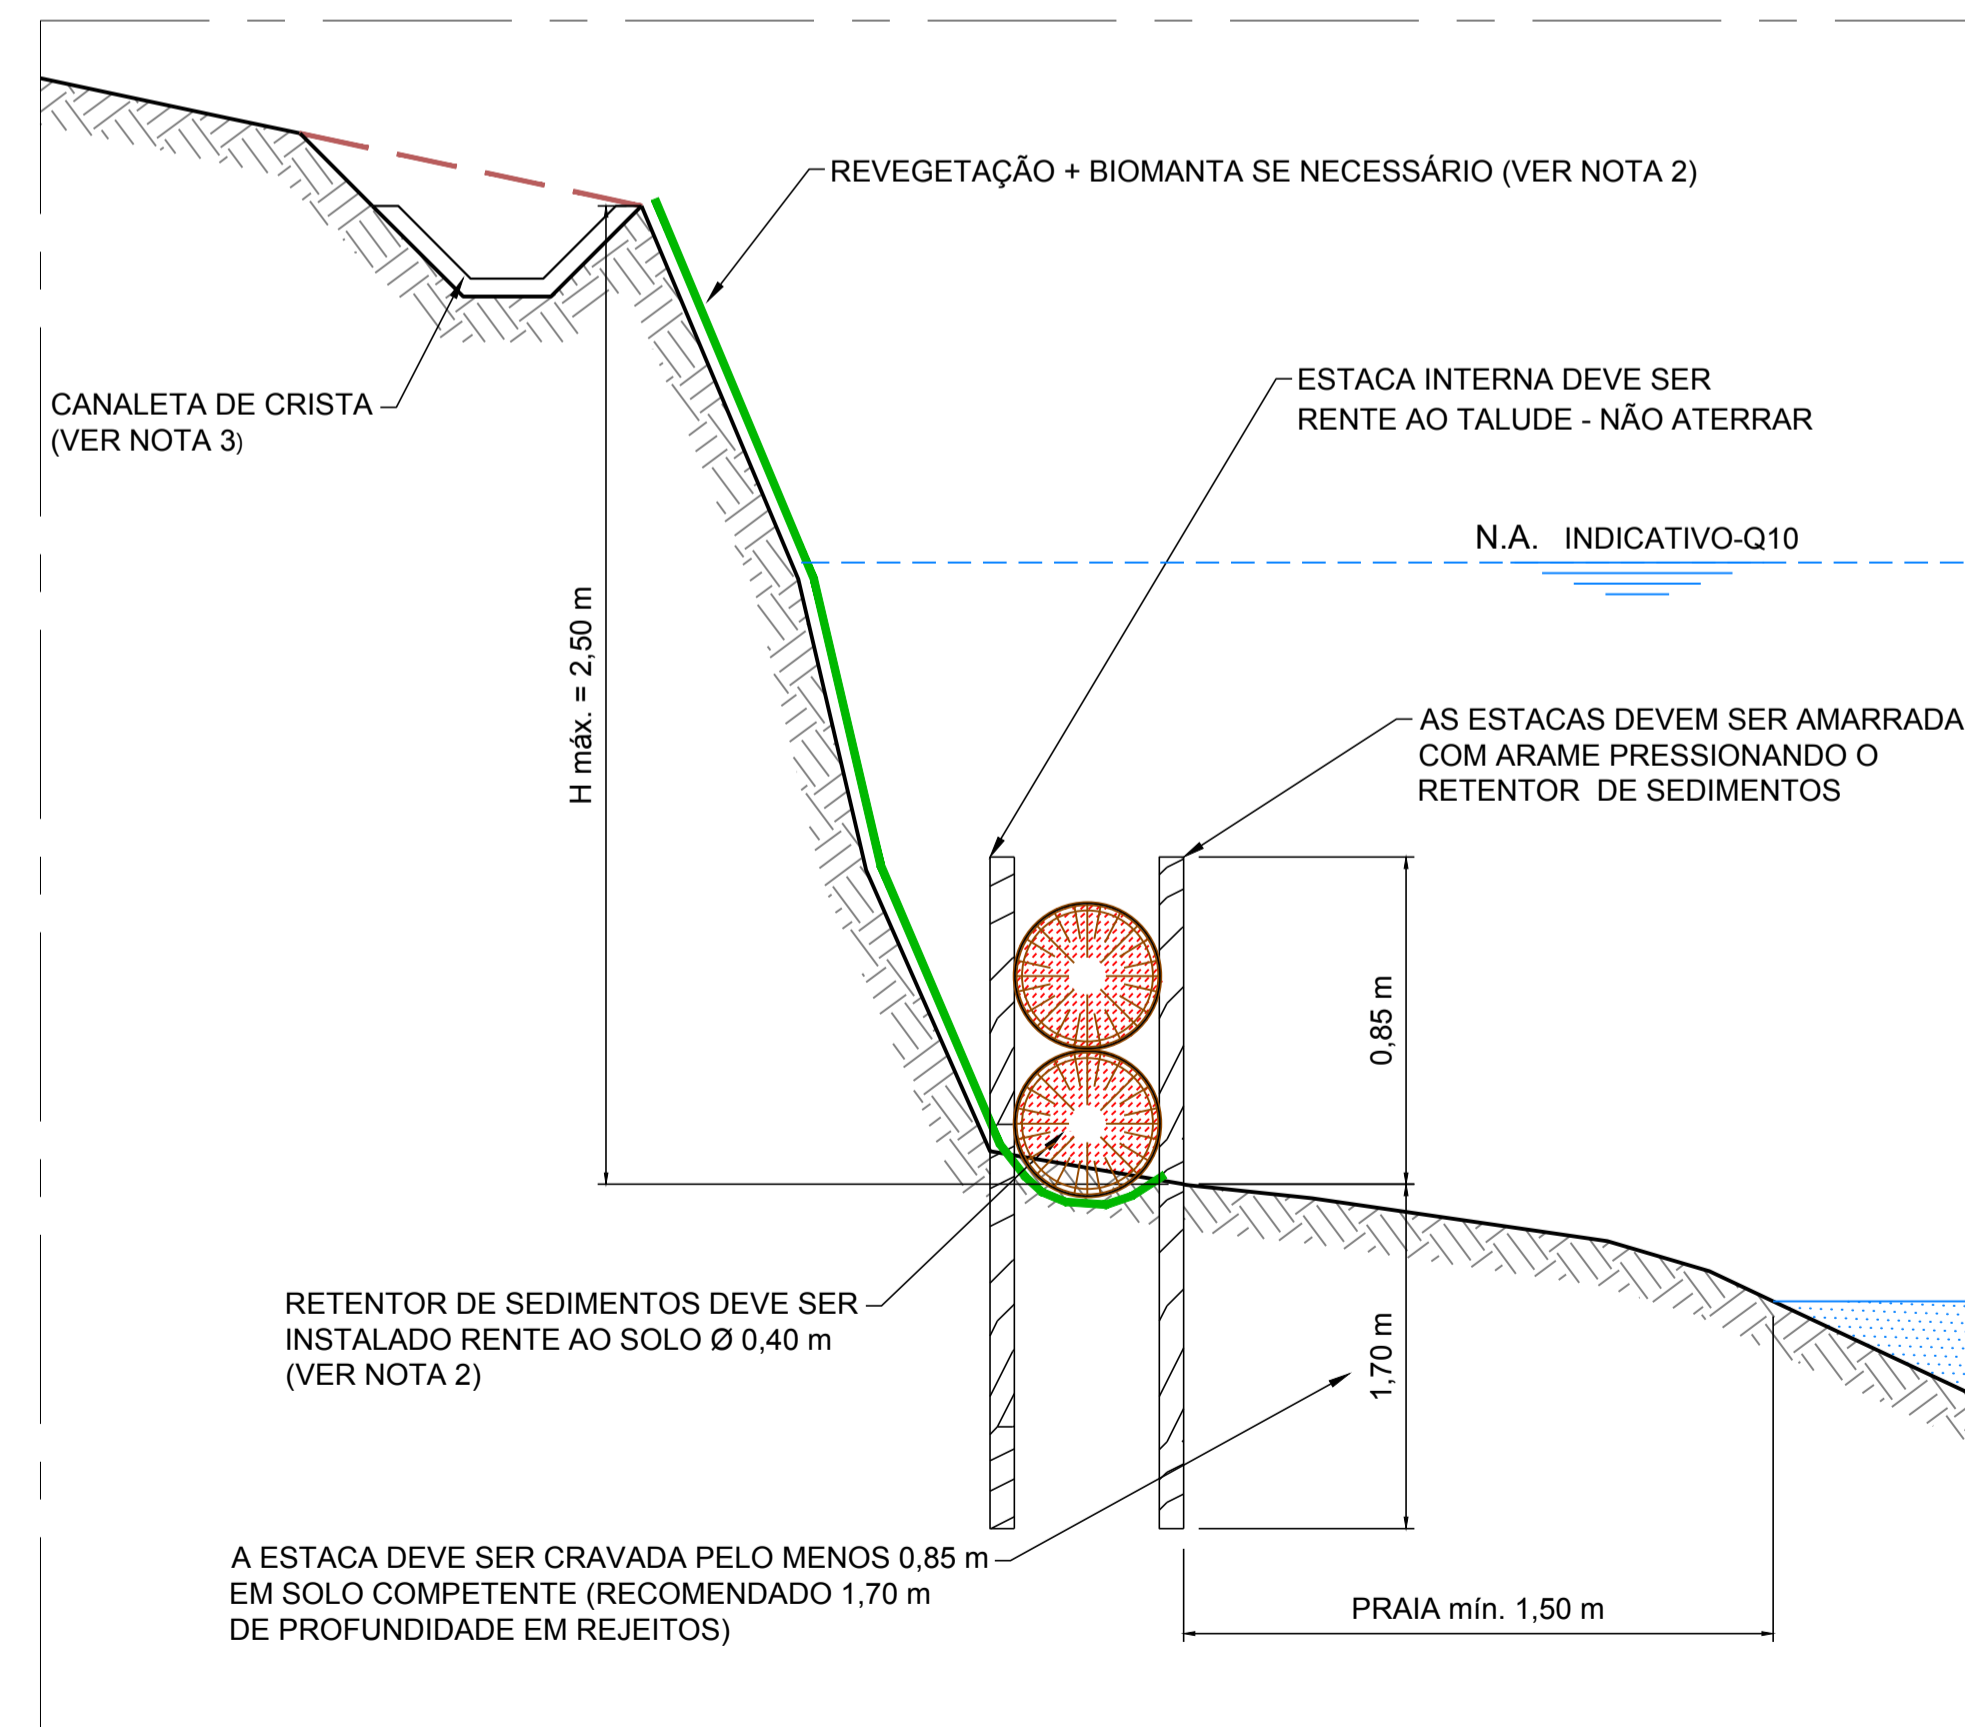 REVEGETAÇÃO + BIOMANTA SE NECESSÁRIO (VER NOTA 2)
CANALETA DE CRISTA
(VER NOTA 3)
ESTACA INTERNA DEVE SER
RENTE AO TALUDE - NÃO ATERRAR
N.A. INDICATIVO-Q10
H máx. = 2,50 m
AS ESTACAS DEVEM SER AMARRADA
COM ARAME PRESSIONANDO O
RETENTOR DE SEDIMENTOS
0,85 m
RETENTOR DE SEDIMENTOS DEVE SER
INSTALADO RENTE AO SOLO Ø 0,40 m
(VER NOTA 2)
1,70 m
A ESTACA DEVE SER CRAVADA PELO MENOS 0,85 m
EM SOLO COMPETENTE (RECOMENDADO 1,70 m
DE PROFUNDIDADE EM REJEITOS)
PRAIA mín. 1,50 m